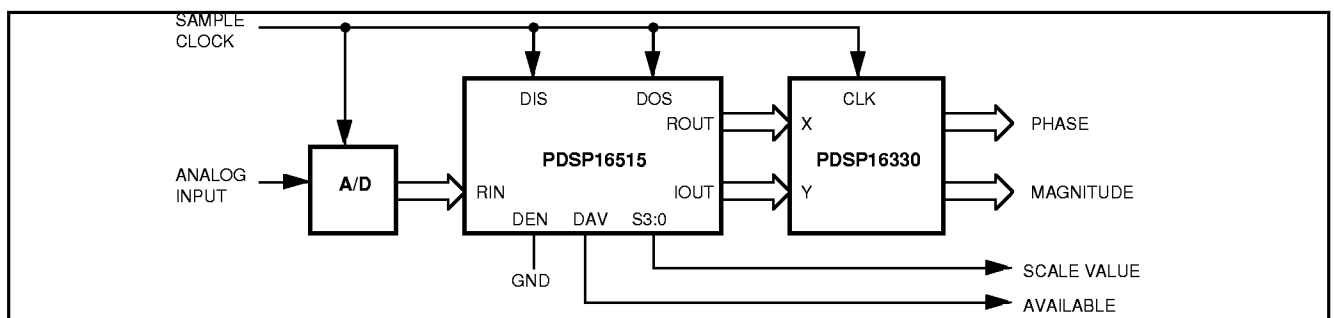 SAMPLE
CLOCK
DIS
DOS
CLK
ROUT
X
PHASE
PDSP16515
PDSP16330
ANALOG
INPUT
A/D
RIN
IOUT
Y
MAGNITUDE
DEN
DAV
S3:0
GND
SCALE VALUE
AVAILABLE